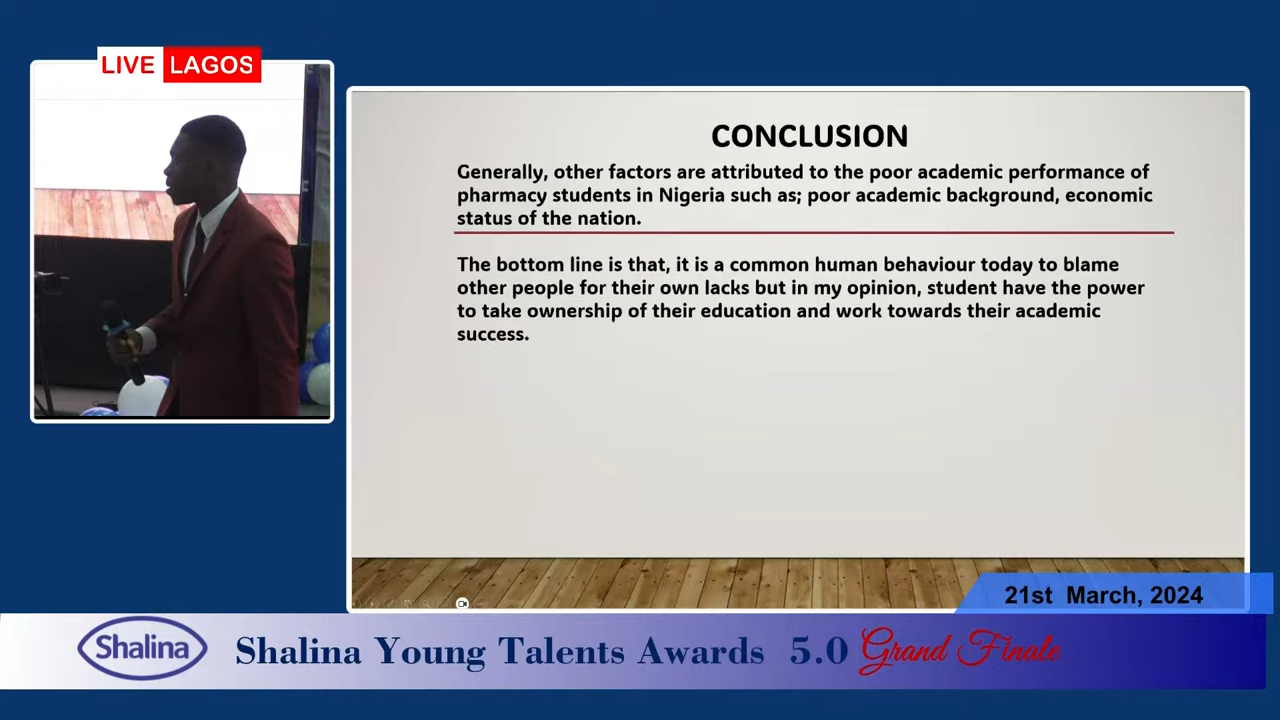 LIVE LAGOS
CONCLUSION
Generally, other factors are attributed to the poor academic performance of
pharmacy students in Nigeria such as; poor academic background, economic
status of the nation.
The bottom line is that, it is a common human behaviour today to blame
other people for their own lacks but in my opinion, student have the power
to take ownership of their education and work towards their academic
success.
21st March, 2024
Shalina
Shalina Young Talents Awards 5.0 Grand Finale